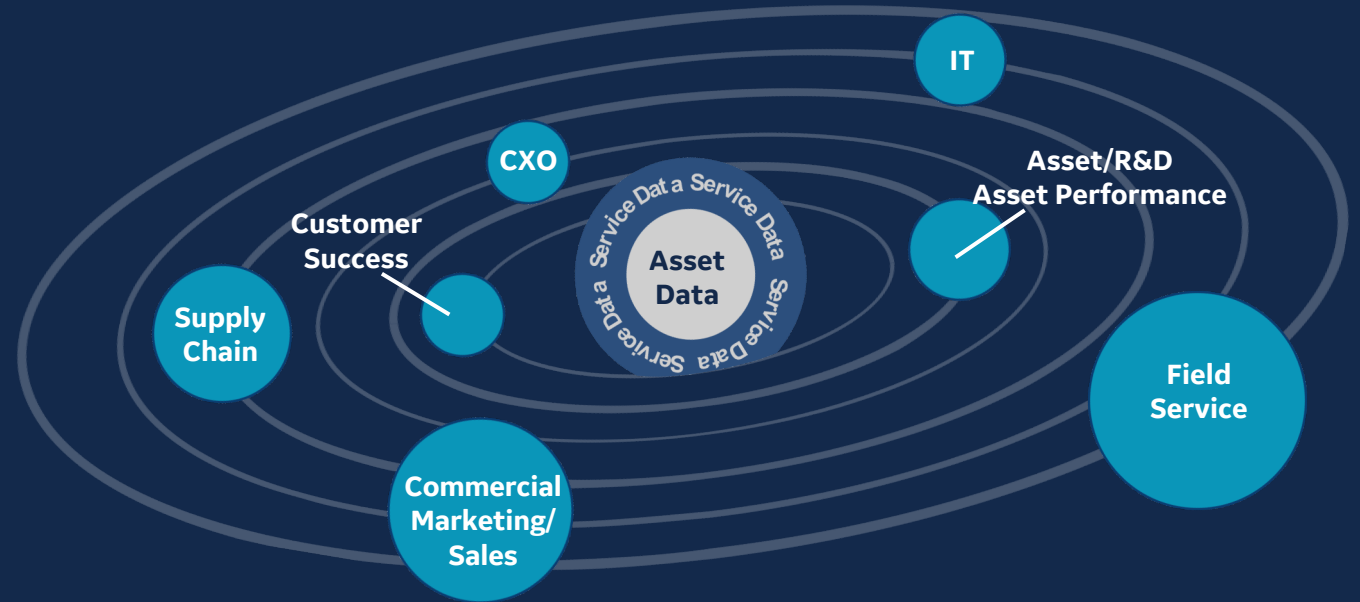 IT
CXO
Asset/R&D
Asset Performance
Customer
Success
Service Data Service Data Service Data Service Data
Asset
Data
Supply
Chain
Field
Service
Commercial
Marketing/
Sales